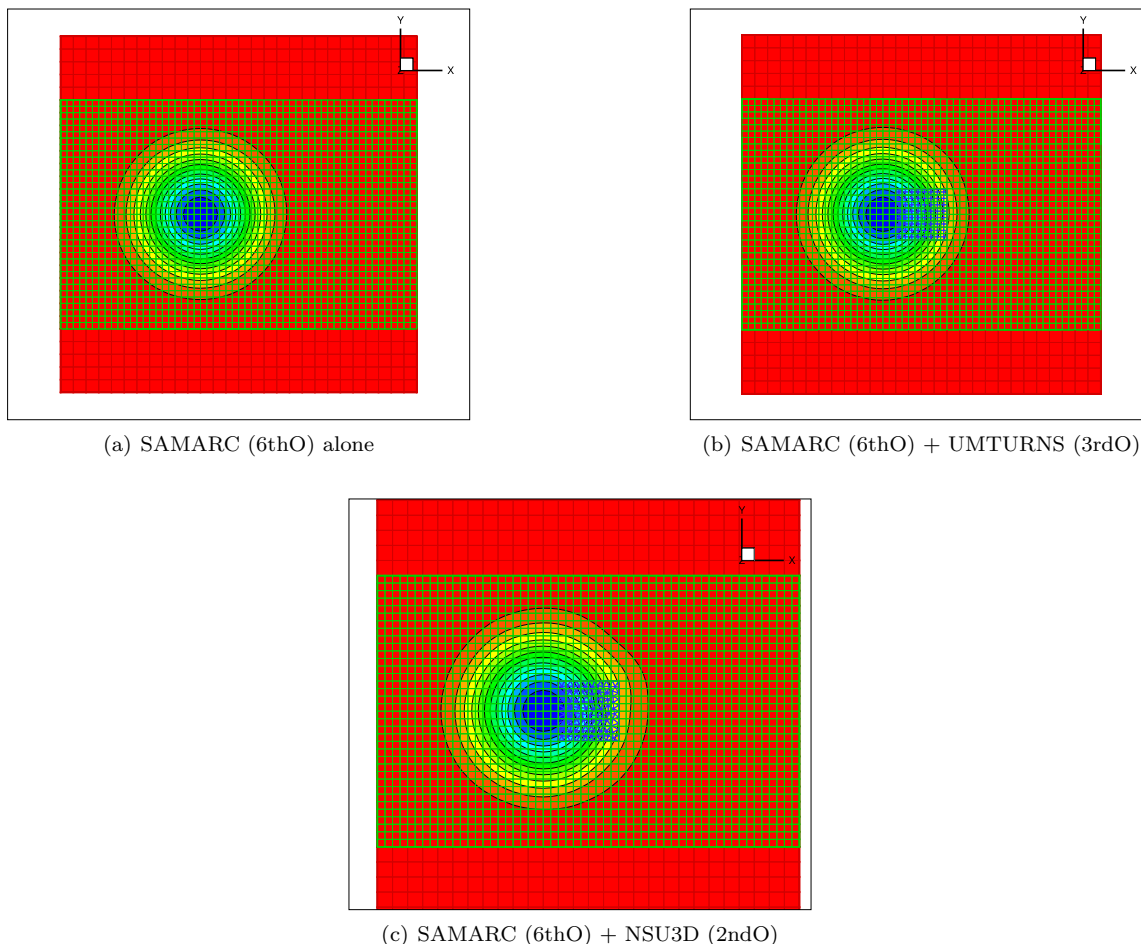 Y
X
Y
X
(a) SAMARC (6thO) alone
(b) SAMARC (6thO) + UMTURNS (3rdO)
Y
X
(c) SAMARC (6thO) + NSU3D (2ndO)